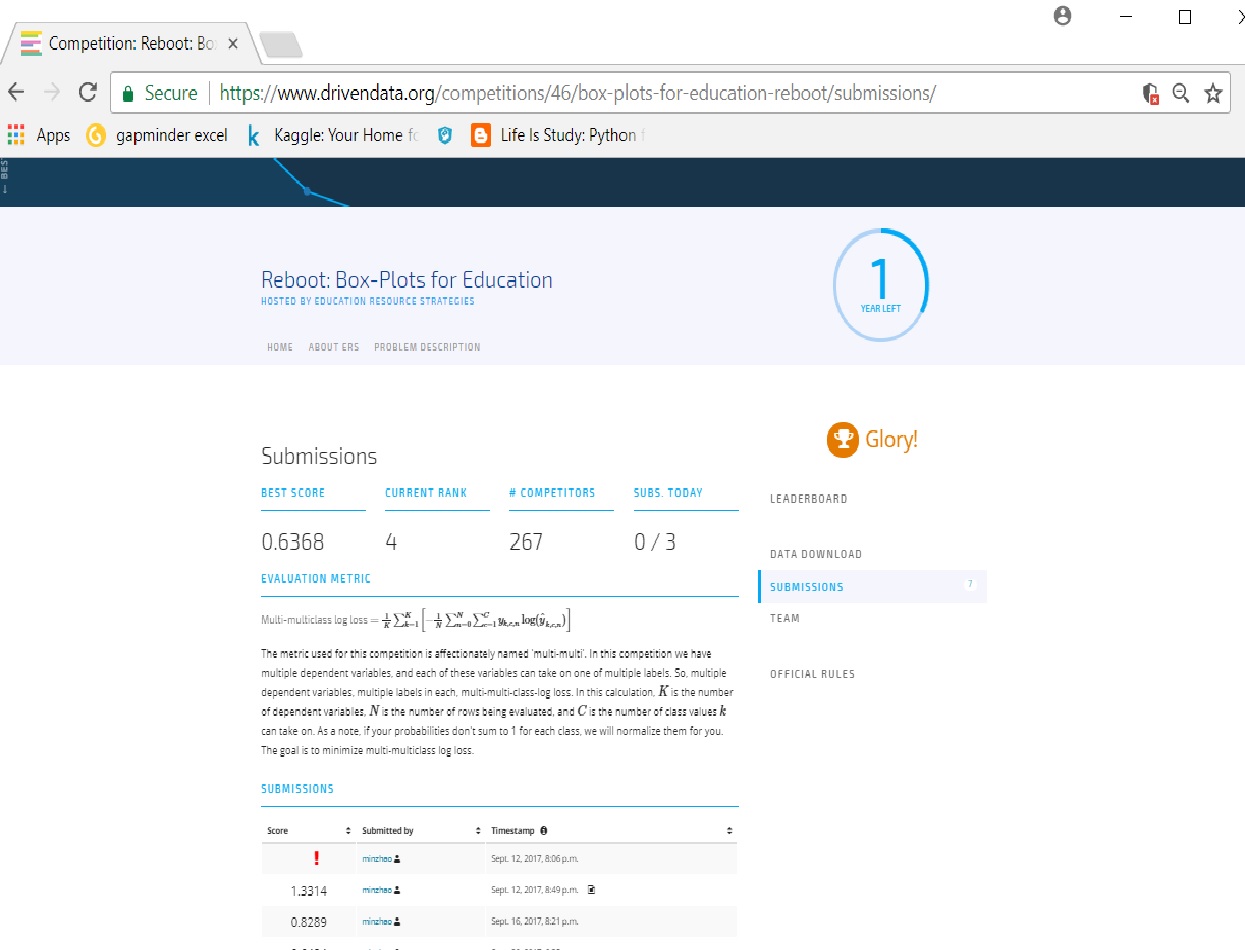 Competition: Reboot: Bo
Secure https://www.drivendata.org/competitions/46/box-plots-for-education-reboot/submissions/
Apps gapminder excel Kaggle: Your Home fo Life Is Study: Python f
← BES
Reboot: Box-Plots for Education
HOSTED BY EDUCATION RESOURCE STRATEGIES
1
YEAR LEFT
HOME ABOUT ERS PROBLEM DESCRIPTION
Glory!
Submissions
BEST SCORE CURRENT RANK # COMPETITORS SUBS. TODAY
0.6368 4 267 0 / 3
LEADERBOARD
DATA DOWNLOAD
SUBMISSIONS 7
TEAM
OFFICIAL RULES
EVALUATION METRIC
Multi-multiclass log loss = 1/K ∑ᴷₖ₌₁ [−1/N ∑ᴺₙ₌₀ ∑ᶜ_c=1 y_k,c,n log(ŷ_k,c,n)]
The metric used for this competition is affectionately named 'multi-multi'. In this competition we have
multiple dependent variables, and each of these variables can take on one of multiple labels. So, multiple
dependent variables, multiple labels in each, multi-multi-class-log loss. In this calculation, K is the number
of dependent variables, N is the number of rows being evaluated, and C is the number of class values k
can take on. As a note, if your probabilities don't sum to 1 for each class, we will normalize them for you.
The goal is to minimize multi-multiclass log loss.
SUBMISSIONS
Score Submitted by Timestamp
! minzhao Sept. 12, 2017, 8:06 p.m.
1.3314 minzhao Sept. 12, 2017, 8:49 p.m.
0.8289 minzhao Sept. 16, 2017, 8:21 p.m.